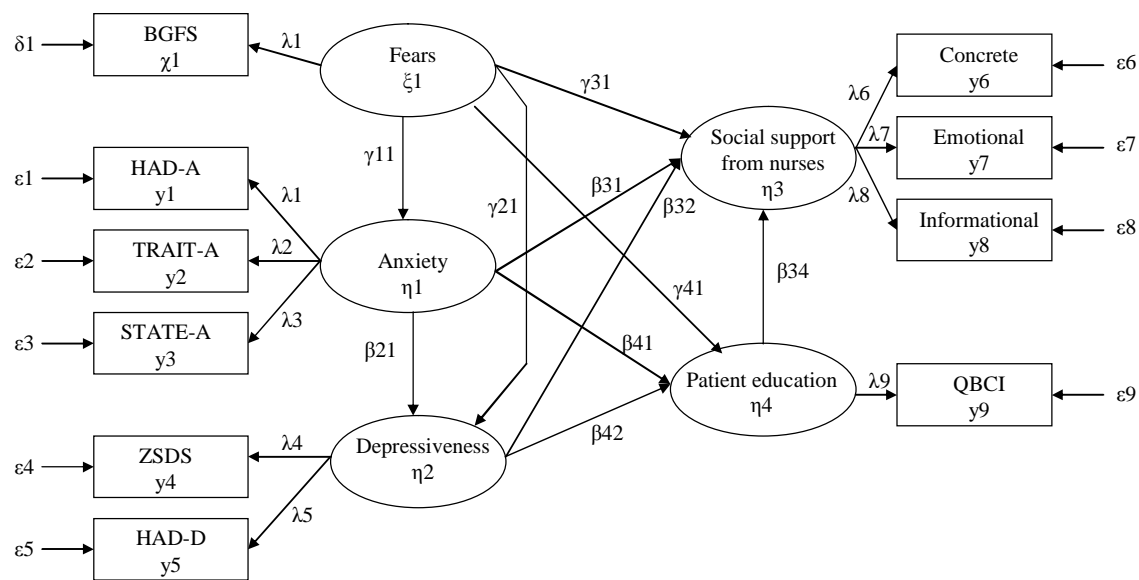 δ1
BGFS
χ1
λ1
Fears
ξ1
γ31
Concrete
y6
ε6
λ6
Social support
from nurses
η3
λ7
Emotional
y7
ε7
λ8
Informational
y8
ε8
γ11
ε1
HAD-A
y1
λ1
β31
β32
γ21
ε2
TRAIT-A
y2
λ2
Anxiety
η1
β34
γ41
ε3
STATE-A
y3
λ3
β21
β41
Patient education
η4
λ9
QBCI
y9
ε9
β42
ε4
ZSDS
y4
λ4
Depressiveness
η2
ε5
HAD-D
y5
λ5